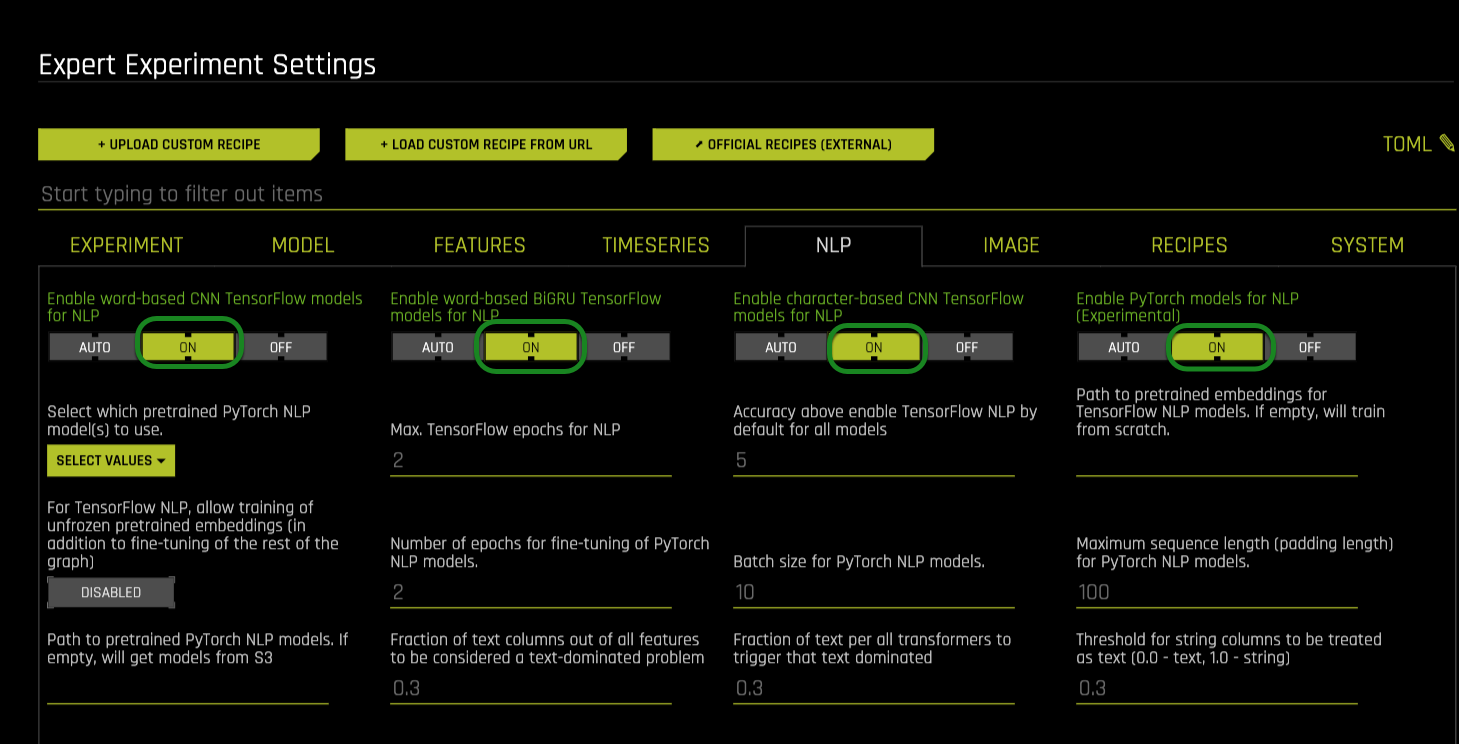 Expert Experiment Settings
+ UPLOAD CUSTOM RECIPE
+ LOAD CUSTOM RECIPE FROM URL
OFFICIAL RECIPES (EXTERNAL)
TOML
Start typing to filter out items
EXPERIMENT MODEL FEATURES TIMESERIES NLP IMAGE RECIPES SYSTEM
Enable word-based CNN TensorFlow models
for NLP
AUTO ON OFF
Enable word-based BiGRU TensorFlow
models for NLP
AUTO ON OFF
Enable character-based CNN TensorFlow
models for NLP
AUTO ON OFF
Enable PyTorch models for NLP
(Experimental)
AUTO ON OFF
Select which pretrained PyTorch NLP
model(s) to use.
SELECT VALUES
Max. TensorFlow epochs for NLP
2
Accuracy above enable TensorFlow NLP by
default for all models
5
Path to pretrained embeddings for
TensorFlow NLP models. If empty, will train
from scratch.
For TensorFlow NLP, allow training of
unfrozen pretrained embeddings (in
addition to fine-tuning of the rest of the
graph)
DISABLED
Number of epochs for fine-tuning of PyTorch
NLP models.
2
Batch size for PyTorch NLP models.
10
Maximum sequence length (padding length)
for PyTorch NLP models.
100
Path to pretrained PyTorch NLP models. If
empty, will get models from S3
Fraction of text columns out of all features
to be considered a text-dominated problem
0.3
Fraction of text per all transformers to
trigger that text dominated
0.3
Threshold for string columns to be treated
as text (0.0 - text, 1.0 - string)
0.3